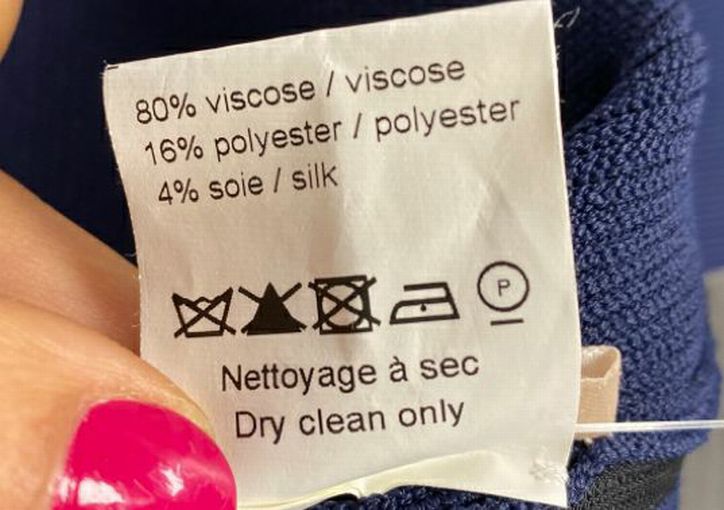 80% viscose / viscose
16% polyester / polyester
4% soie / silk
P
Nettoyage à sec
Dry clean only